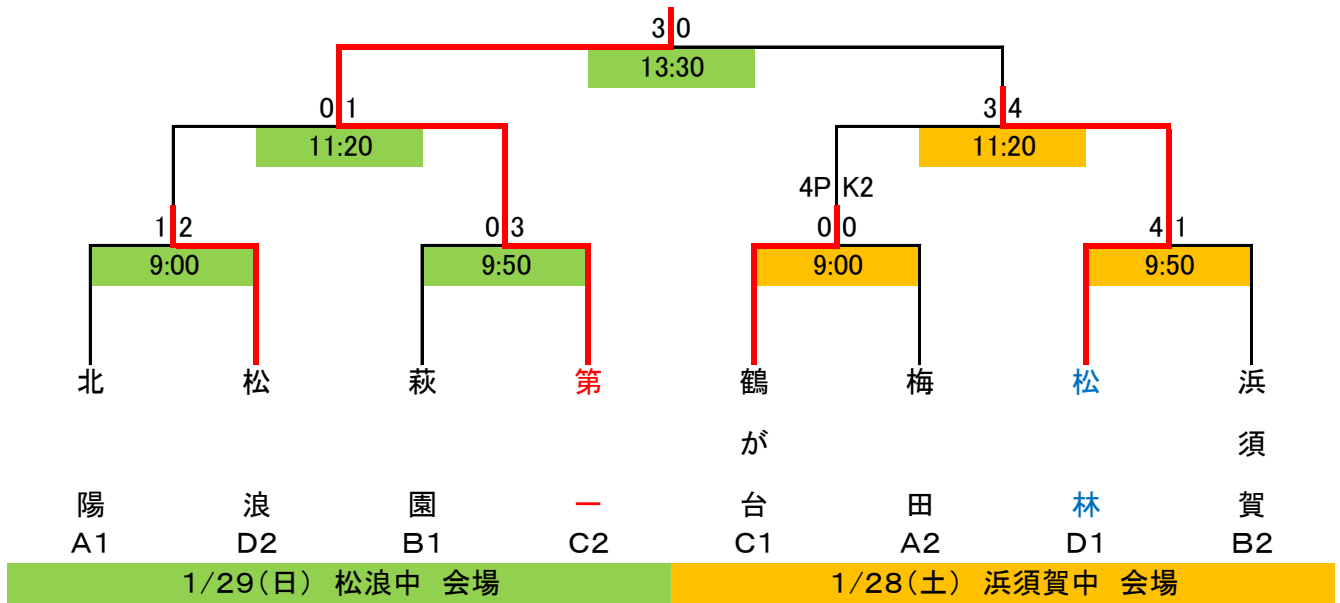 3 0
13:30
0 1
3 4
11:20
11:20
4P K2
1 2
0 3
0 0
4 1
9:00
9:50
9:00
9:50
北陽
松浪
萩園
第一
鶴が台
梅田
松林
浜須賀
A1
D2
B1
C2
C1
A2
D1
B2
1/29(日) 松浪中 会場
1/28(土) 浜須賀中 会場